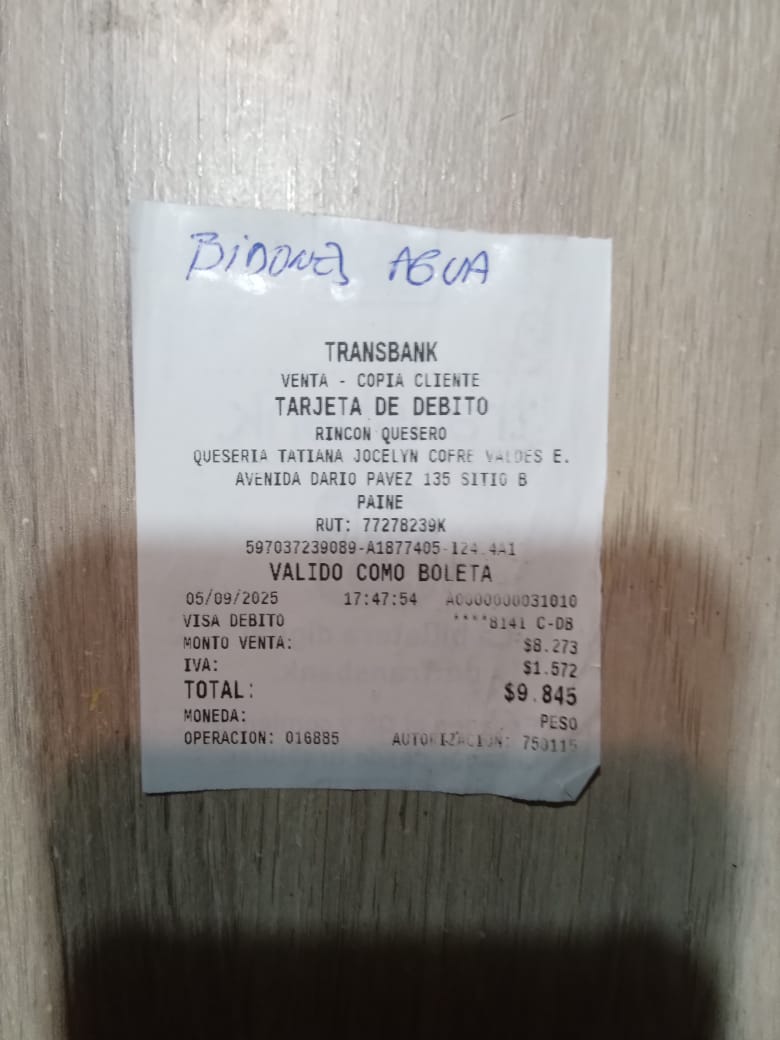 BIDONES AGUA
TRANSBANK
VENTA - COPIA CLIENTE
TARJETA DE DEBITO
RINCON QUESERO
QUESERIA TATIANA JOCELYN COFRE VALDES E.
AVENIDA DARIO PAVEZ 135 SITIO B
PAINE
RUT: 77278239K
597037239089-A1877405-124.4A1
VALIDO COMO BOLETA
05/09/2025 17:47:54 A0000000031010
VISA DEBITO ****8141 C-08
MONTO VENTA: $8.273
IVA: $1.572
TOTAL: $9.845
MONEDA: PESO
OPERACION: 016885 AUTORIZACION: 750115